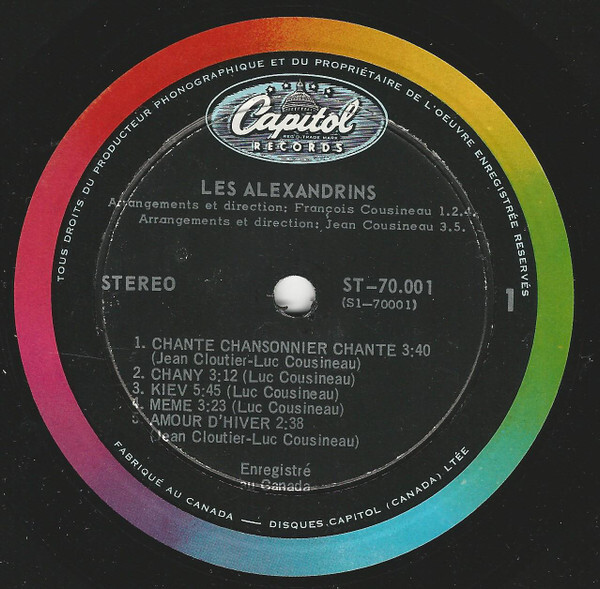 TOUS DROITS DU PRODUCTEUR PHONOGRAPHIQUE ET DU PROPRIÉTAIRE DE L'OEUVRE ENREGISTRÉE RESERVÉS
Capitol
REG'D. TRADE MARK
RECORDS
LES ALEXANDRINS
Arrangements et direction: François Cousineau 1.2.4.
Arrangements et direction: Jean Cousineau 3.5.
STEREO
ST-70.001
(S1-70001)
1
1. CHANTE CHANSONNIER CHANTE 3:40
(Jean Cloutier-Luc Cousineau)
2. CHANY 3:12 (Luc Cousineau)
3. KIEV 5:45 (Luc Cousineau)
4. MEME 3:23 (Luc Cousineau)
5 AMOUR D'HIVER 2:38
(Jean Cloutier-Luc Cousineau)
Enregistré
au Canada
FABRIQUÉ AU CANADA — DISQUES CAPITOL (CANADA) LTÉE